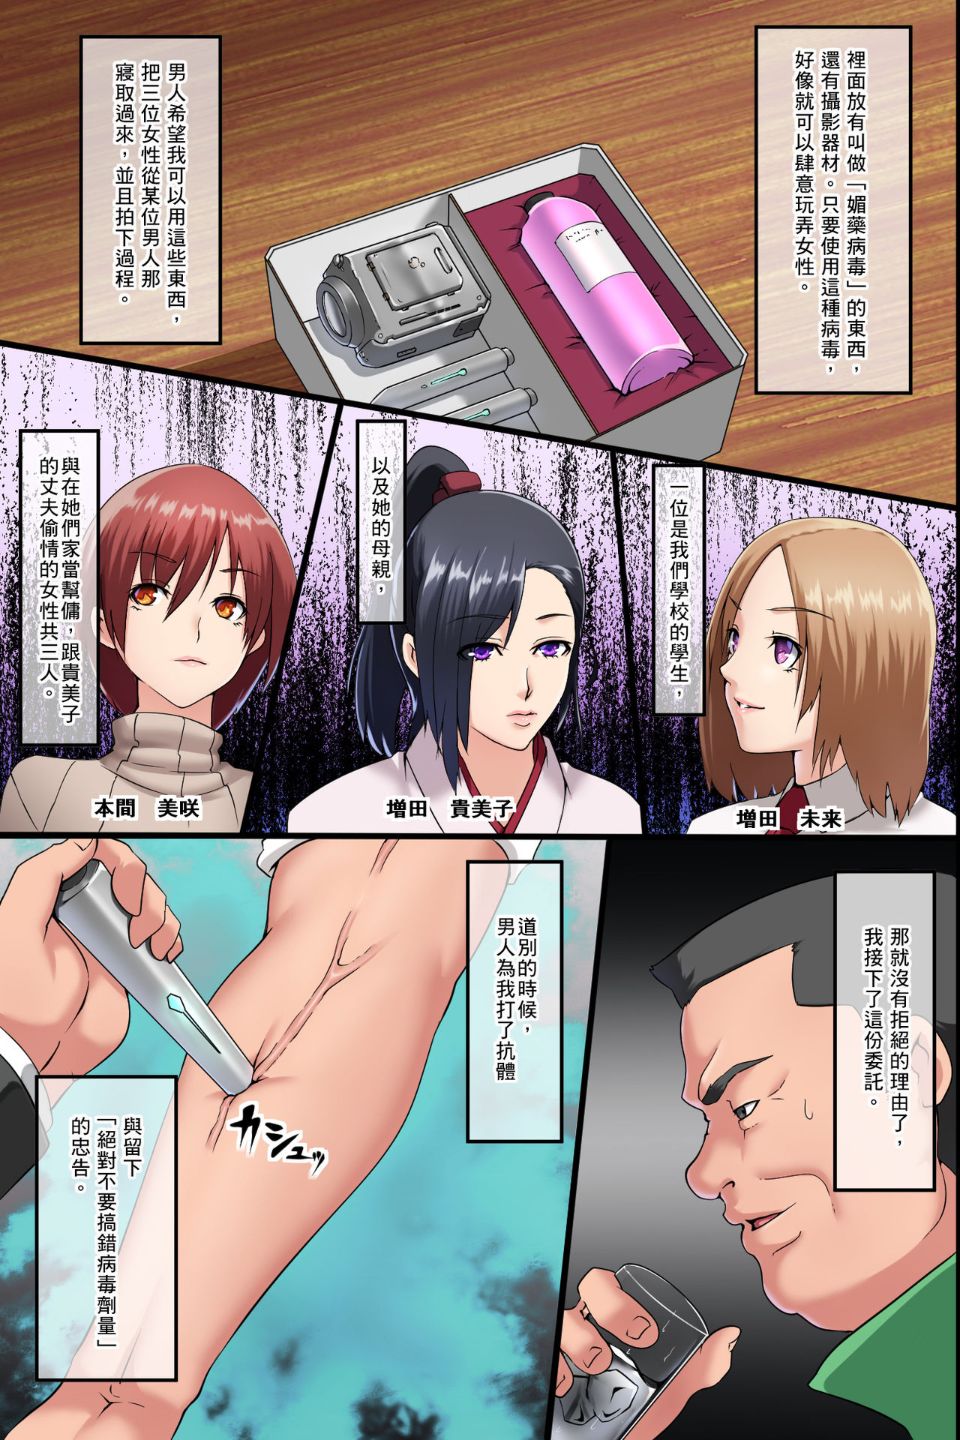 裡面放有叫做「媚藥病毒」的東西，
還有攝影器材。只要使用這種病毒，
好像就可以肆意玩弄女性。
男人希望我可以用這些東西，
把三位女性從某位男人那
寢取過來，並且拍下過程。
一位是我們學校的學生，
增田　未来
以及她的母親，
増田　貴美子
與在她們家當幫傭，跟貴美子
的丈夫偷情的女性共三人。
本間　美咲
那就沒有拒絕的理由了，
我接下了這份委託。
道別的時候，
男人為我打了抗體
カシュッ
與留下
「絕對不要搞錯病毒劑量」
的忠告。